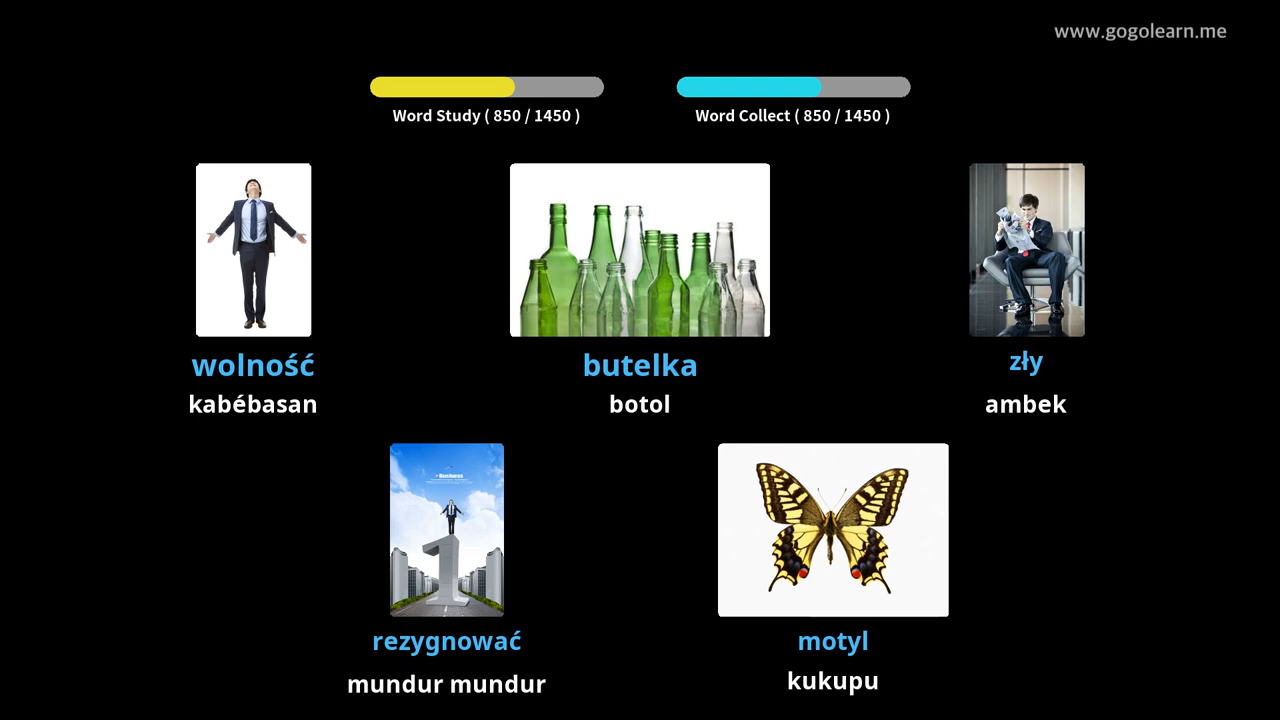 www.gogolearn.me
Word Study ( 850 / 1450 )
Word Collect ( 850 / 1450 )
wolność
butelka
zły
kabébasan
botol
ambek
Business
rezygnować
motyl
mundur mundur
kukupu